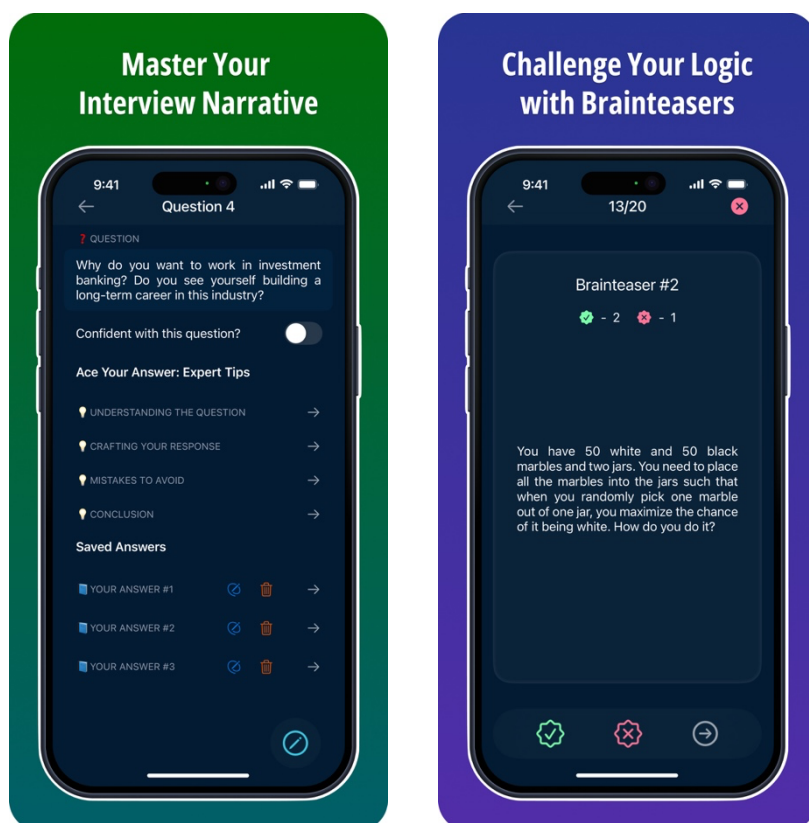 Master Your
Interview Narrative
9:41
Question 4
? QUESTION
Why do you want to work in investment
banking? Do you see yourself building a
long-term career in this industry?
Confident with this question?
Ace Your Answer: Expert Tips
UNDERSTANDING THE QUESTION
CRAFTING YOUR RESPONSE
MISTAKES TO AVOID
CONCLUSION
Saved Answers
YOUR ANSWER #1
YOUR ANSWER #2
YOUR ANSWER #3
Challenge Your Logic
with Brainteasers
9:41
13/20
Brainteaser #2
- 2 - 1
You have 50 white and 50 black
marbles and two jars. You need to place
all the marbles into the jars such that
when you randomly pick one marble
out of one jar, you maximize the chance
of it being white. How do you do it?